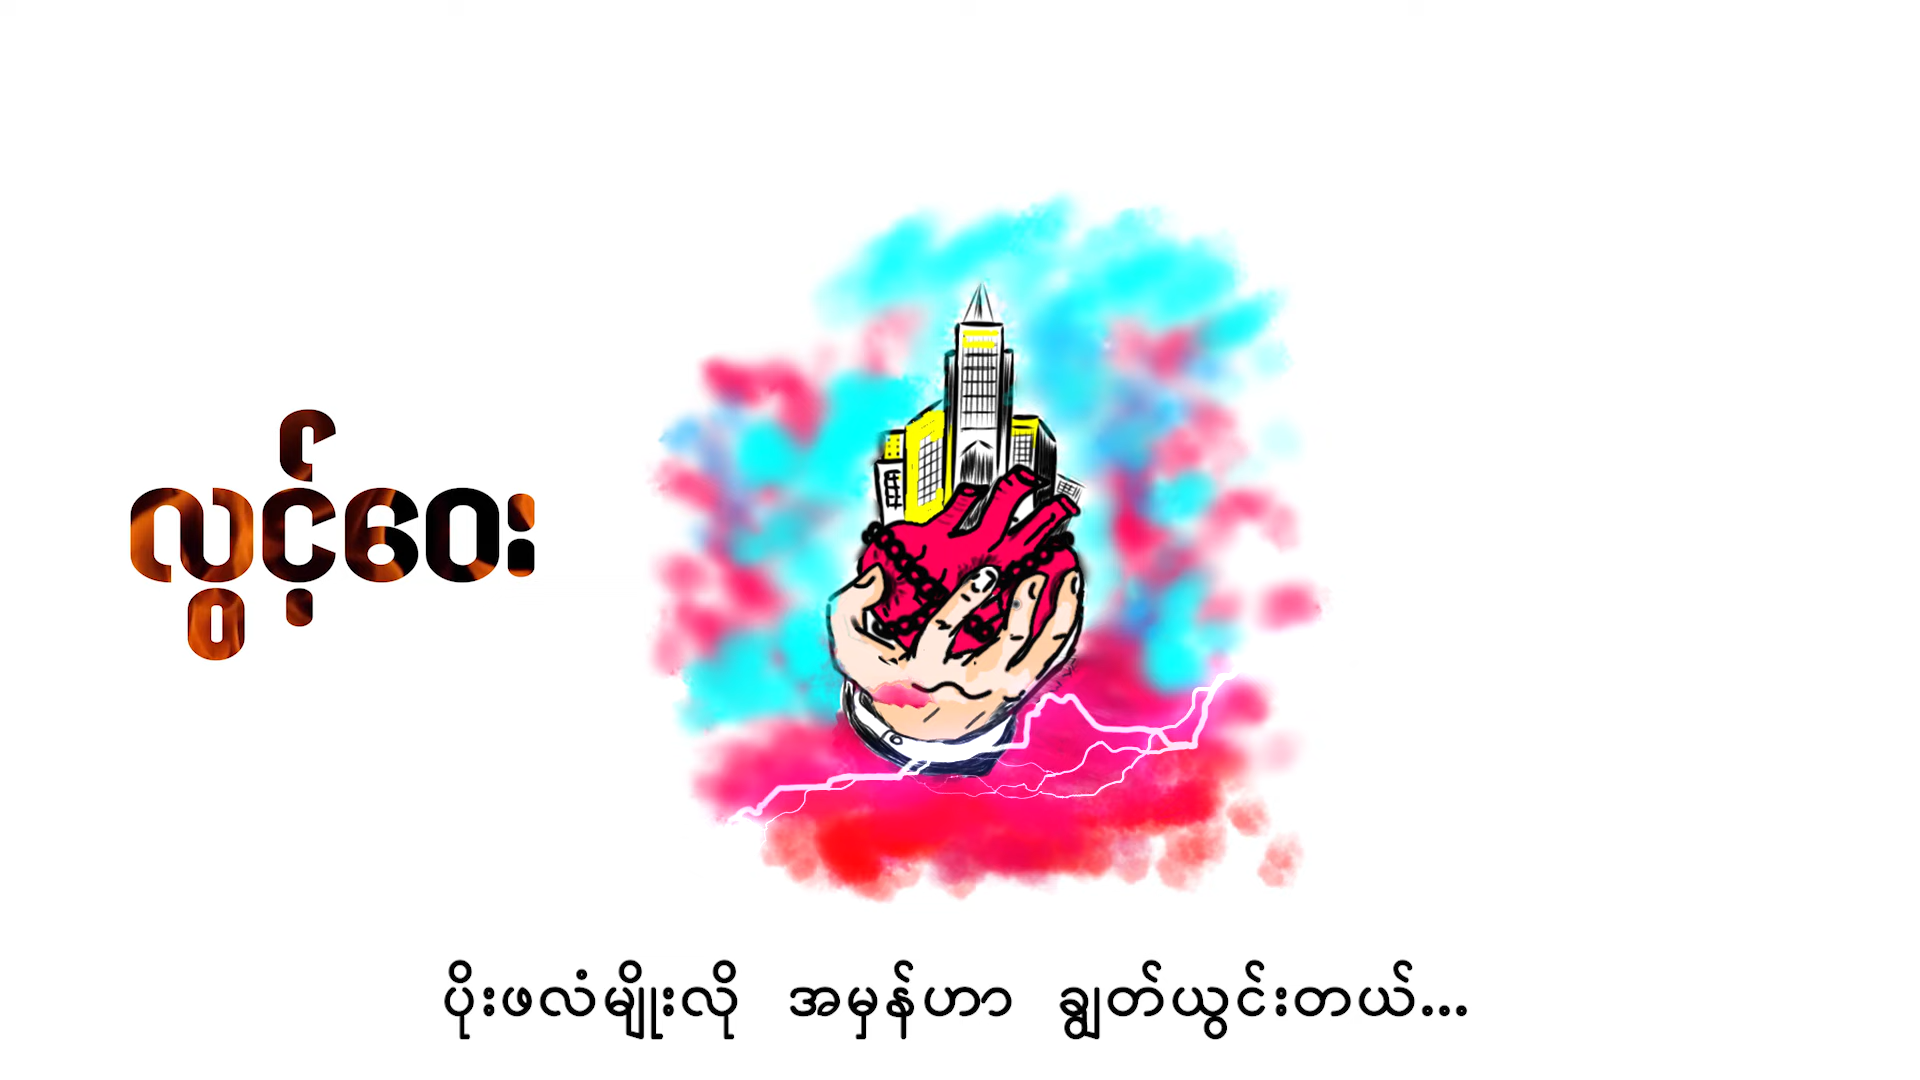 လွင့်ဝေး
ပိုးဖလံမျိုးလို အမှန်ဟာ ချွတ်ယွင်းတယ်...